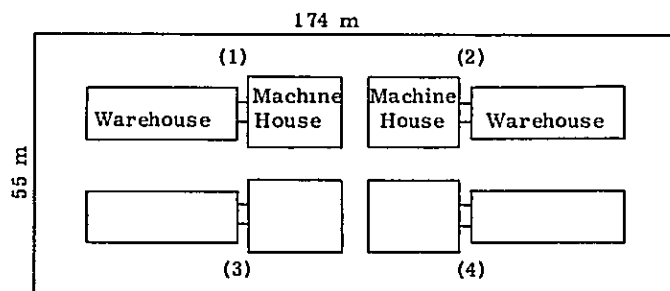 174 m
(1) (2)
Machine Machine
Warehouse House House Warehouse
55 m
(3) (4)